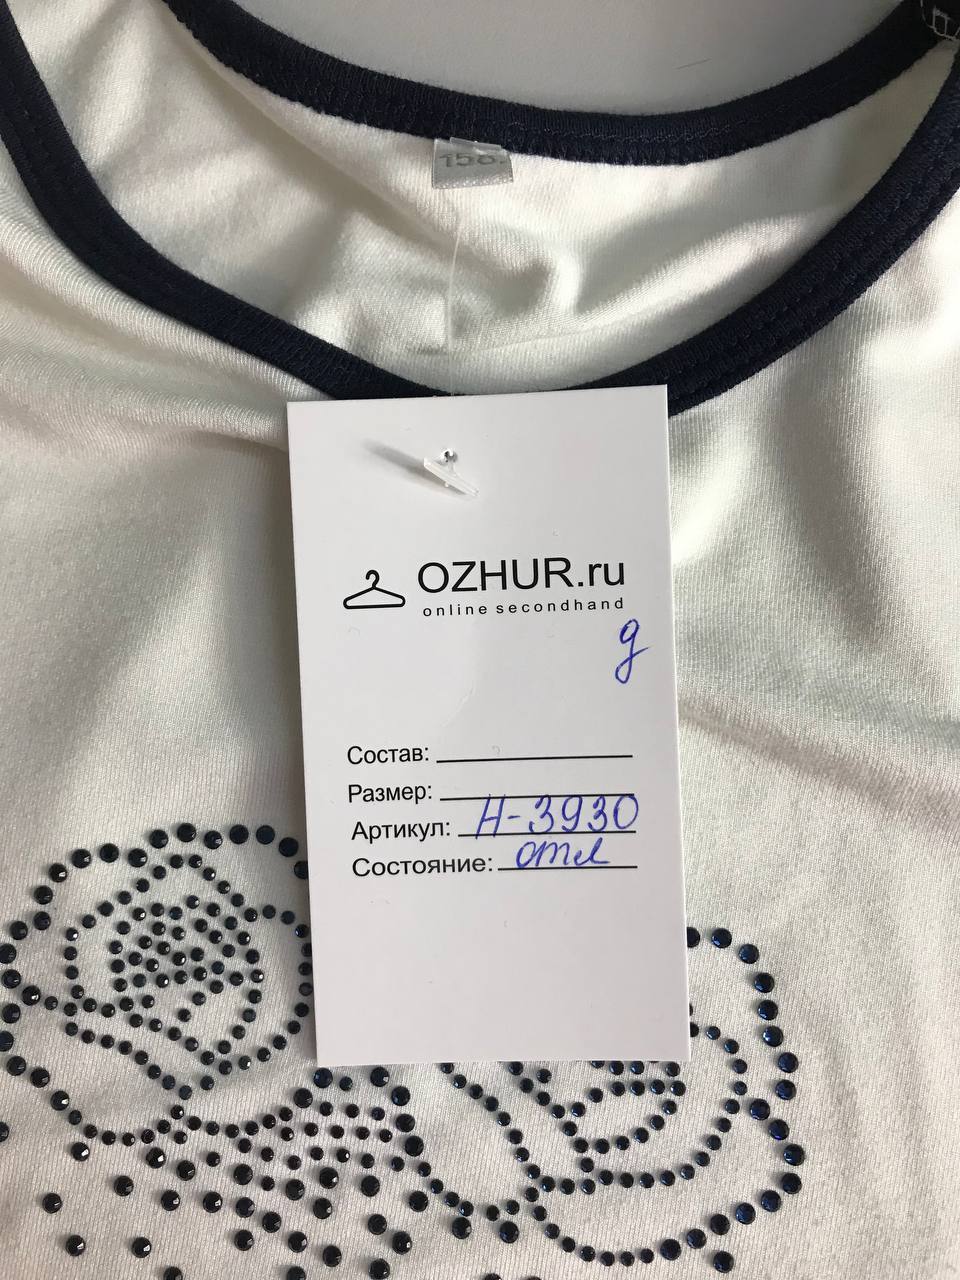 158.
OZHUR.ru
online secondhand
д
Состав:
Размер:
Артикул: Н-3930
Состояние: отл